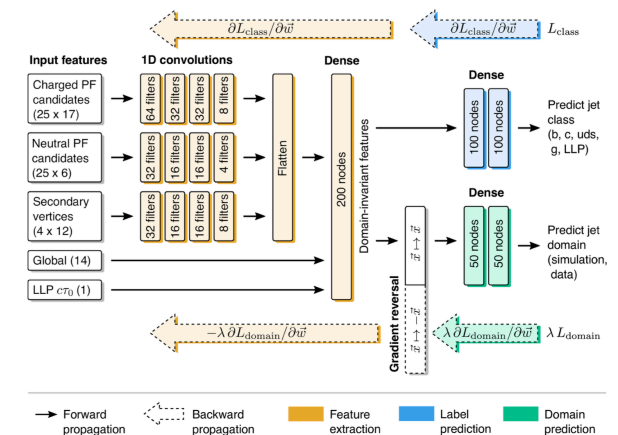 ∂L_class/∂w⃗
∂L_class/∂w⃗
L_class
Input features
1D convolutions
Dense
Charged PF
candidates
(25 x 17)
64 filters
32 filters
32 filters
8 filters
Neutral PF
candidates
(25 x 6)
32 filters
16 filters
16 filters
4 filters
Secondary
vertices
(4 x 12)
32 filters
16 filters
16 filters
8 filters
Global (14)
LLP cτ₀ (1)
Flatten
200 nodes
Domain-invariant features
Dense
100 nodes
100 nodes
Predict jet
class
(b, c, uds,
g, LLP)
Dense
50 nodes
50 nodes
Predict jet
domain
(simulation,
data)
Gradient reversal
−λ ∂L_domain/∂w⃗
λ ∂L_domain/∂w⃗
λ L_domain
Forward
propagation
Backward
propagation
Feature
extraction
Label
prediction
Domain
prediction